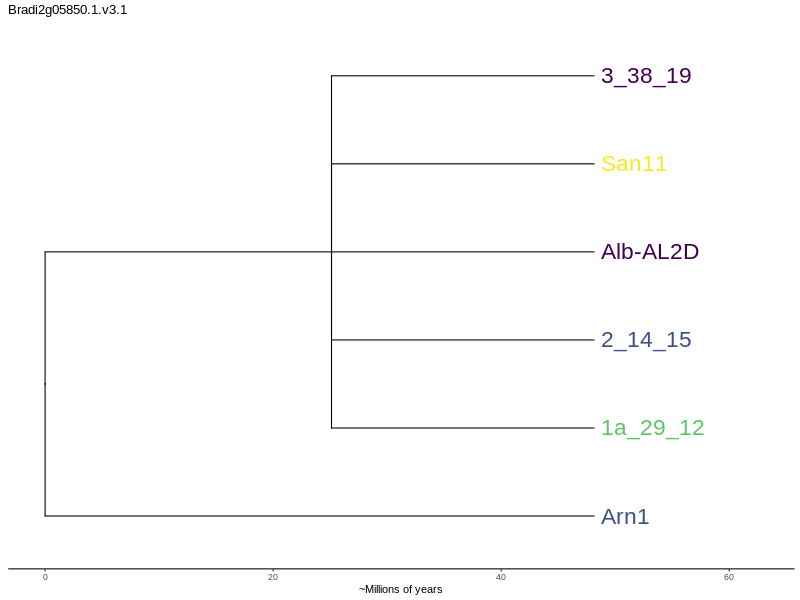 Bradi2g05850.1.v3.1
3_38_19
San11
Alb-AL2D
2_14_15
1a_29_12
Arn1
0 20 40 60
~Millions of years